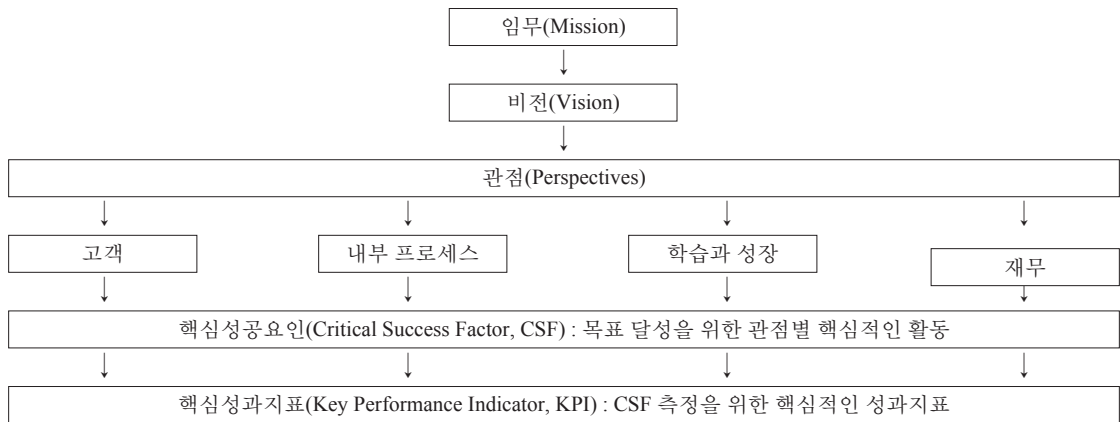 임무(Mission)
비전(Vision)
관점(Perspectives)
고객
내부 프로세스
학습과 성장
재무
핵심성공요인(Critical Success Factor, CSF) : 목표 달성을 위한 관점별 핵심적인 활동
핵심성과지표(Key Performance Indicator, KPI) : CSF 측정을 위한 핵심적인 성과지표